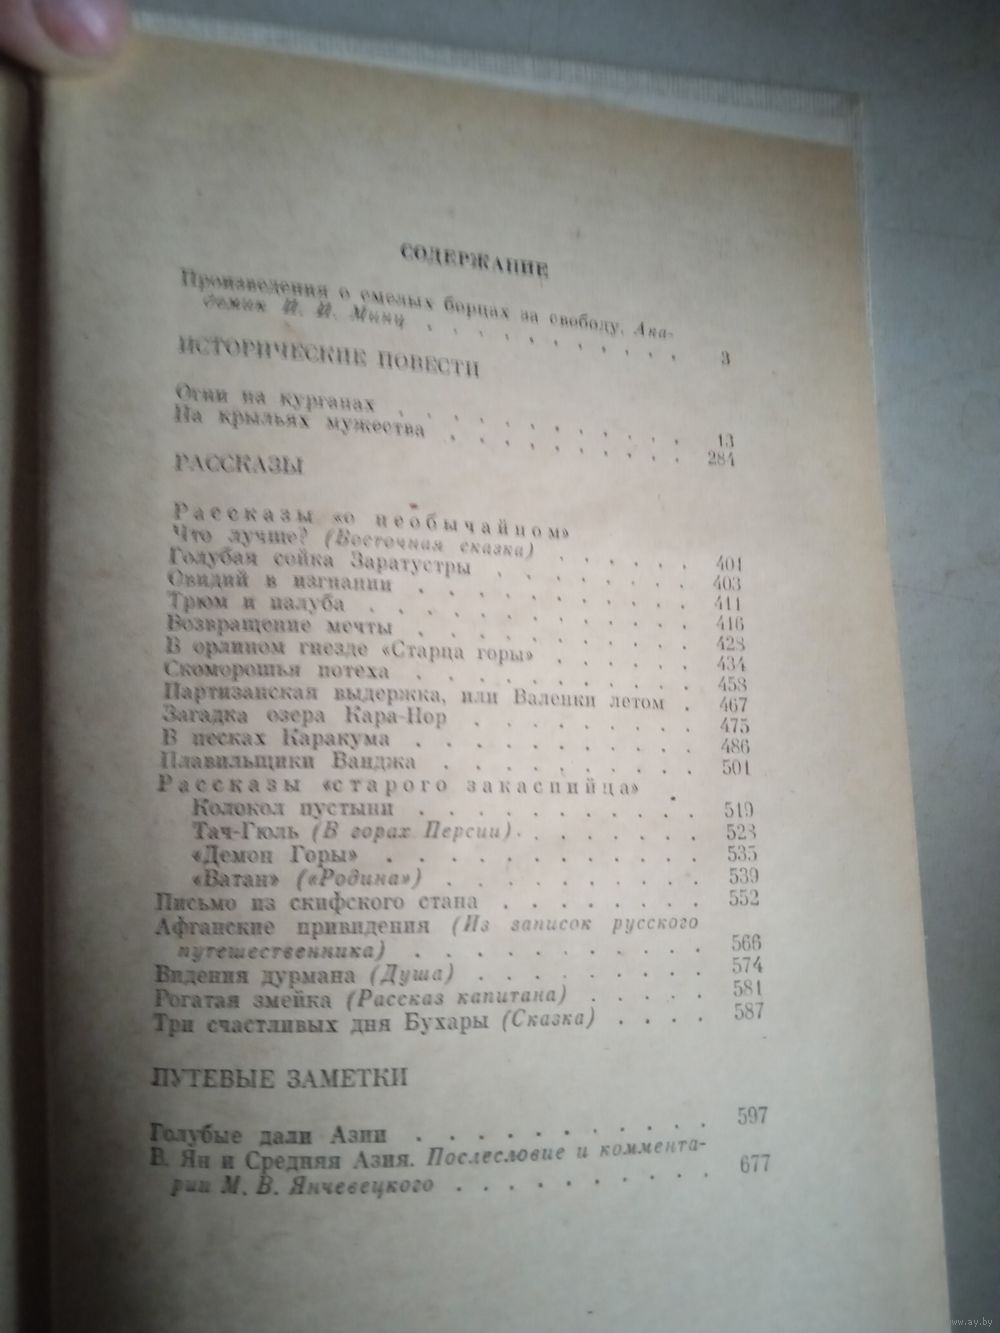 СОДЕРЖАНИЕ
Произведения о смелых борцах за свободу. Ака-
демик И. И. Минц . . . . . . . . . . 3
ИСТОРИЧЕСКИЕ ПОВЕСТИ
Огни на курганах . . . . . . . . . . . 13
На крыльях мужества . . . . . . . . . 284
РАССКАЗЫ
Рассказы «о необычайном»
Что лучше? (Восточная сказка) . . . . . . 401
Голубая сойка Заратустры . . . . . . . . 403
Овидий в изгнании . . . . . . . . . . 411
Трюм и палуба . . . . . . . . . . . . 416
Возвращение мечты . . . . . . . . . . 428
В орлином гнезде «Старца горы» . . . . . . 434
Скоморошья потеха . . . . . . . . . . . 458
Партизанская выдержка, или Валенки летом . 467
Загадка озера Кара-Нор . . . . . . . . 475
В песках Каракума . . . . . . . . . . 486
Плавильщики Ванджа . . . . . . . . . 501
Рассказы «старого закаспийца»
Колокол пустыни . . . . . . . . . . 519
Тач-Гюль (В горах Персии) . . . . . . . 523
«Демон Горы» . . . . . . . . . . . . 535
«Ватан» («Родина») . . . . . . . . . . 539
Письмо из скифского стана . . . . . . . . 552
Афганские привидения (Из записок русского
путешественника) . . . . . . . . . . . 566
Видения дурмана (Душа) . . . . . . . . 574
Рогатая змейка (Рассказ капитана) . . . . . 581
Три счастливых дня Бухары (Сказка) . . . . 587
ПУТЕВЫЕ ЗАМЕТКИ
Голубые дали Азии . . . . . . . . . . . 597
В. Ян и Средняя Азия. Послесловие и коммента-
рии М. В. Янчевецкого . . . . . . . . . 677
www.ay.by